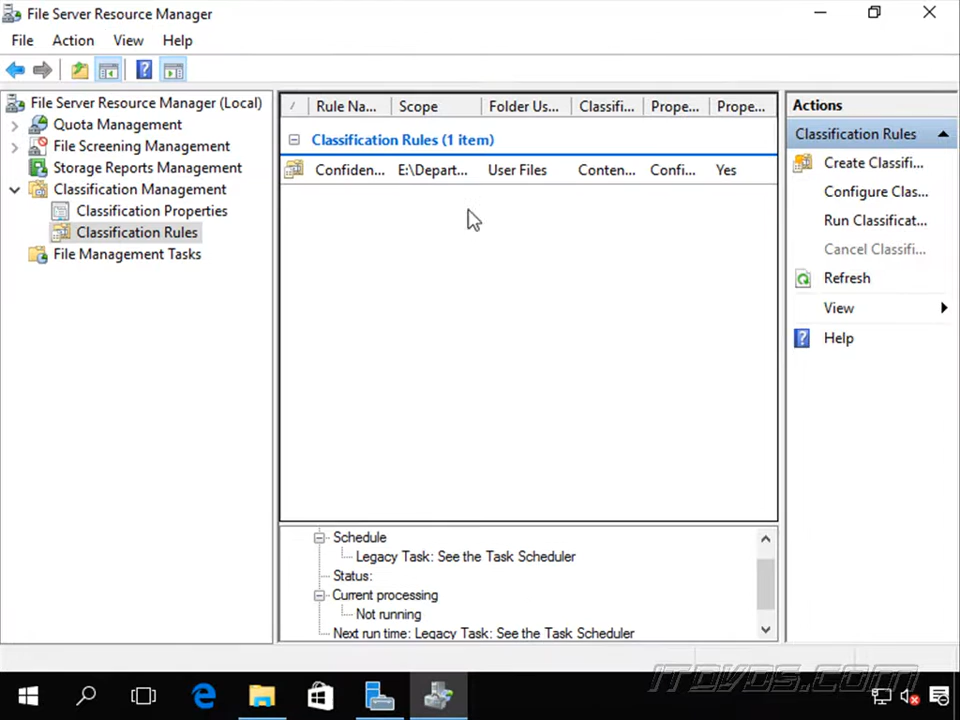 File Server Resource Manager
File Action View Help
File Server Resource Manager (Local)
Quota Management
File Screening Management
Storage Reports Management
Classification Management
Classification Properties
Classification Rules
File Management Tasks
Rule Na... Scope Folder Us... Classifi... Prope... Prope...
Classification Rules (1 item)
Confiden... E:\Depart... User Files Conten... Confi... Yes
Schedule
Legacy Task: See the Task Scheduler
Status:
Current processing
Not running
Next run time: Legacy Task: See the Task Scheduler
Actions
Classification Rules
Create Classifi...
Configure Clas...
Run Classificat...
Cancel Classifi...
Refresh
View
Help
ITDVDS.COM